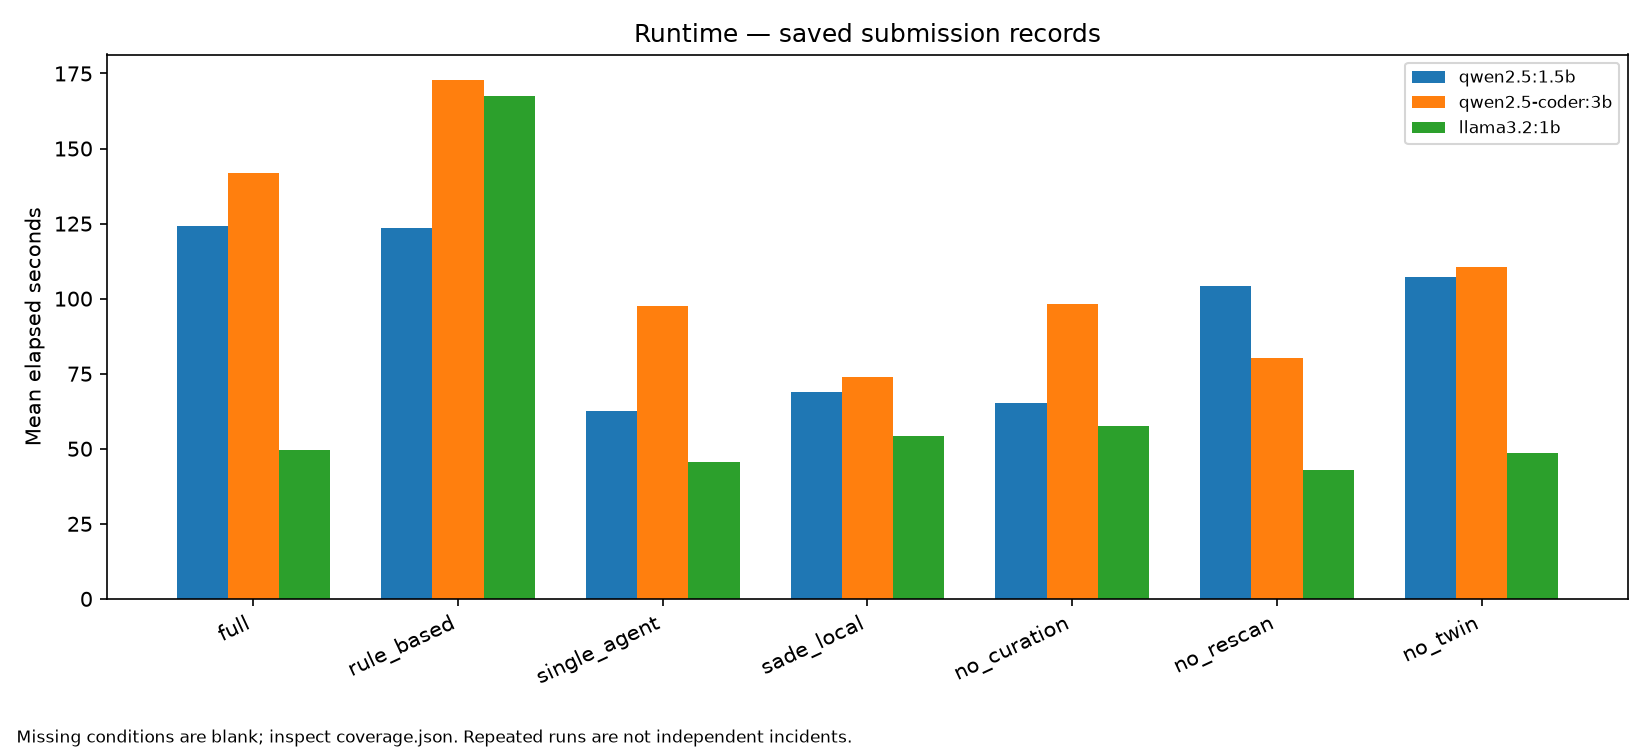 Runtime — saved submission records
qwen2.5:1.5b
qwen2.5-coder:3b
llama3.2:1b
Mean elapsed seconds
175
150
125
100
75
50
25
0
full
rule_based
single_agent
sade_local
no_curation
no_rescan
no_twin
Missing conditions are blank; inspect coverage.json. Repeated runs are not independent incidents.